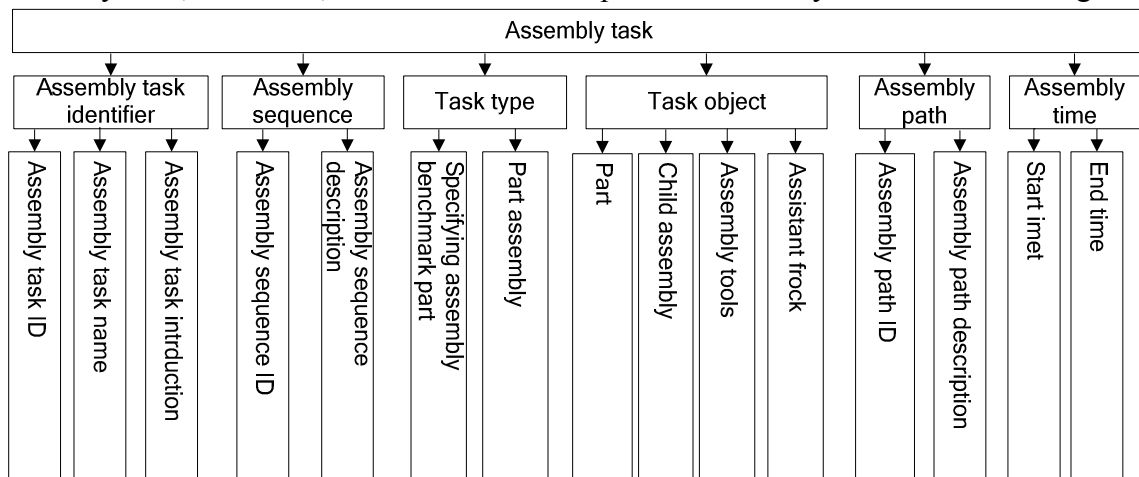 Assembly task
Assembly task
identifier
Assembly
sequence
Task type
Task object
Assembly
path
Assembly
time
Assembly task ID
Assembly task name
Assembly task intrduction
Assembly sequence ID
Assembly sequence
description
Specifying assembly
benchmark part
Part assembly
Part
Child assembly
Assembly tools
Assistant frock
Assembly path ID
Assembly path description
Start imet
End time